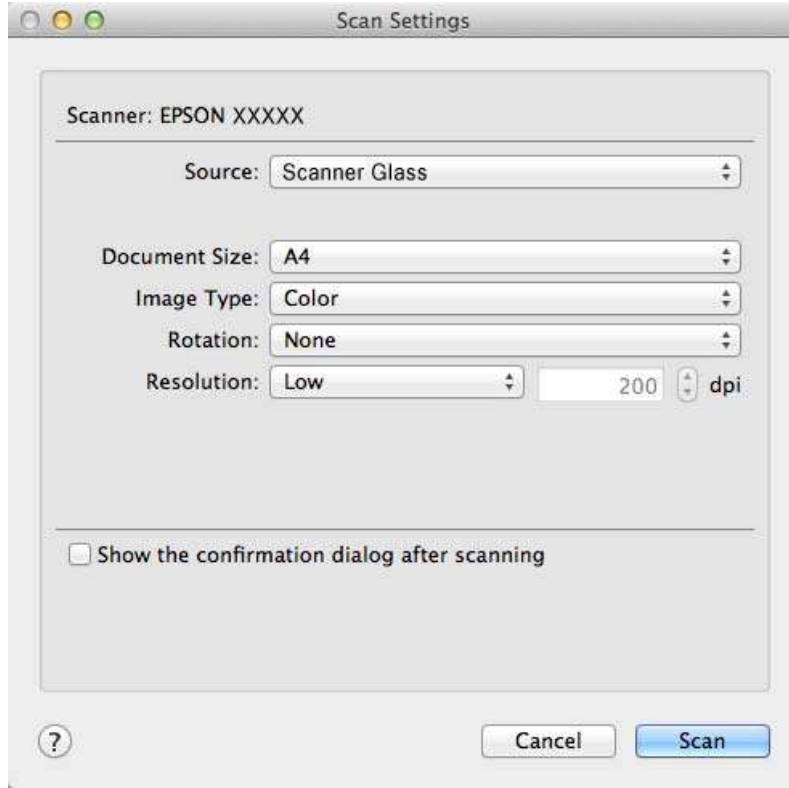 Scan Settings
Scanner: EPSON XXXXX
Source: Scanner Glass
Document Size: A4
Image Type: Color
Rotation: None
Resolution: Low 200 dpi
Show the confirmation dialog after scanning
? Cancel Scan